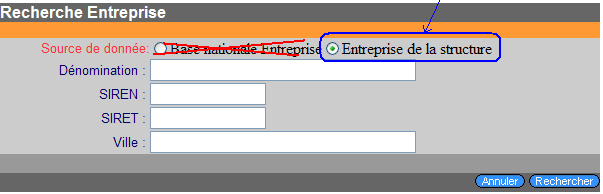 Recherche Entreprise
Source de donnée: Base nationale Entreprise Entreprise de la structure
Dénomination :
SIREN :
SIRET :
Ville :
Annuler Rechercher